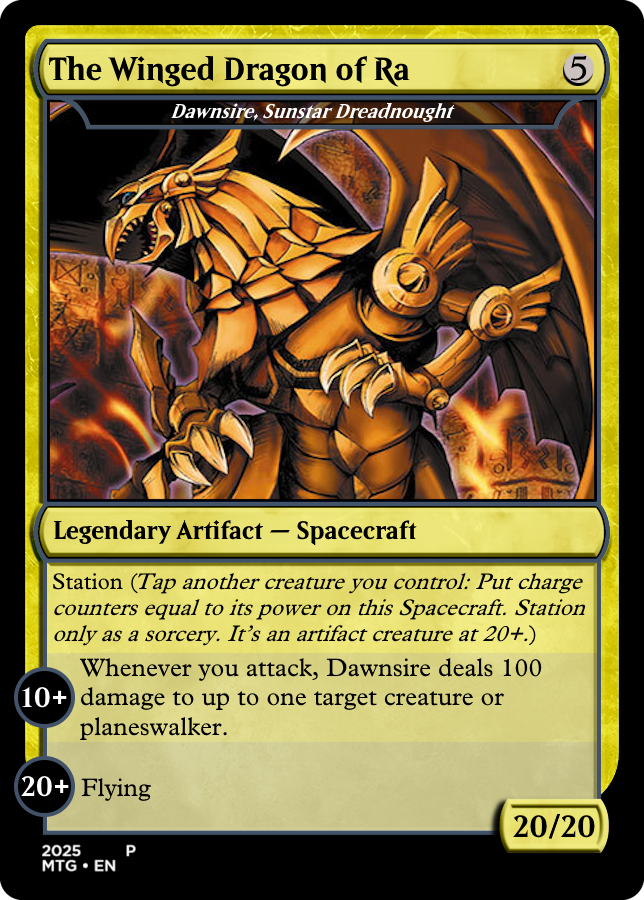 The Winged Dragon of Ra 5
Dawnsire, Sunstar Dreadnought
Legendary Artifact — Spacecraft
Station (Tap another creature you control: Put charge
counters equal to its power on this Spacecraft. Station
only as a sorcery. It's an artifact creature at 20+.)
Whenever you attack, Dawnsire deals 100
10+ damage to up to one target creature or
planeswalker.
20+ Flying
20/20
2025 P
MTG • EN